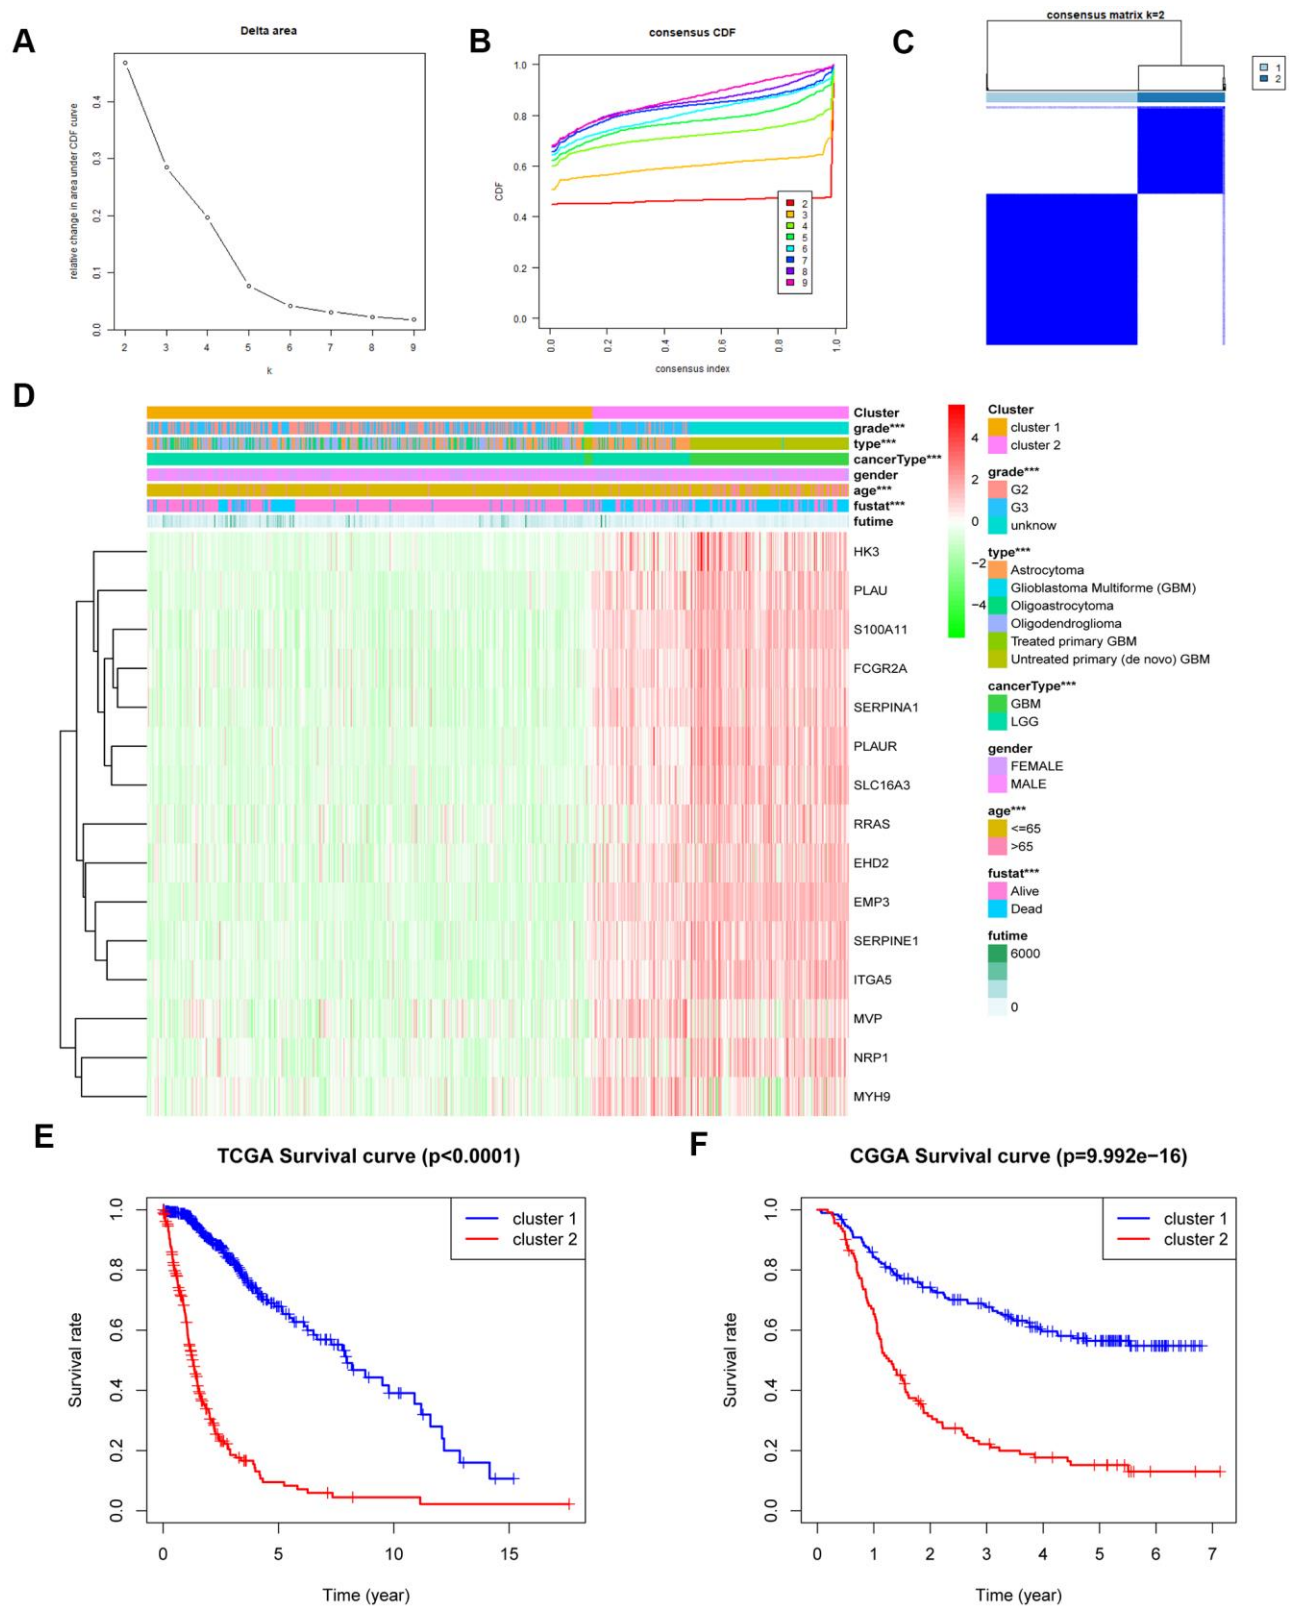 A
Delta area
relative change in area under CDF curve
0.0
0.1
0.2
0.3
0.4
2 3 4 5 6 7 8 9
k
B
consensus CDF
CDF
0.0
0.2
0.4
0.6
0.8
1.0
0.0 0.2 0.4 0.6 0.8 1.0
consensus index
2
3
4
5
6
7
8
9
C
consensus matrix k=2
1
2
D
Cluster
grade***
type***
cancerType***
gender
age***
fustat***
futime
HK3
PLAU
S100A11
FCGR2A
SERPINA1
PLAUR
SLC16A3
RRAS
EHD2
EMP3
SERPINE1
ITGA5
MVP
NRP1
MYH9
4
2
0
−2
−4
Cluster
cluster 1
cluster 2
grade***
G2
G3
unknow
type***
Astrocytoma
Glioblastoma Multiforme (GBM)
Oligoastrocytoma
Oligodendroglioma
Treated primary GBM
Untreated primary (de novo) GBM
cancerType***
GBM
LGG
gender
FEMALE
MALE
age***
<=65
>65
fustat***
Alive
Dead
futime
6000
0
E
TCGA Survival curve (p<0.0001)
cluster 1
cluster 2
Survival rate
0.0
0.2
0.4
0.6
0.8
1.0
0 5 10 15
Time (year)
F
CGGA Survival curve (p=9.992e−16)
cluster 1
cluster 2
Survival rate
0.0
0.2
0.4
0.6
0.8
1.0
0 1 2 3 4 5 6 7
Time (year)